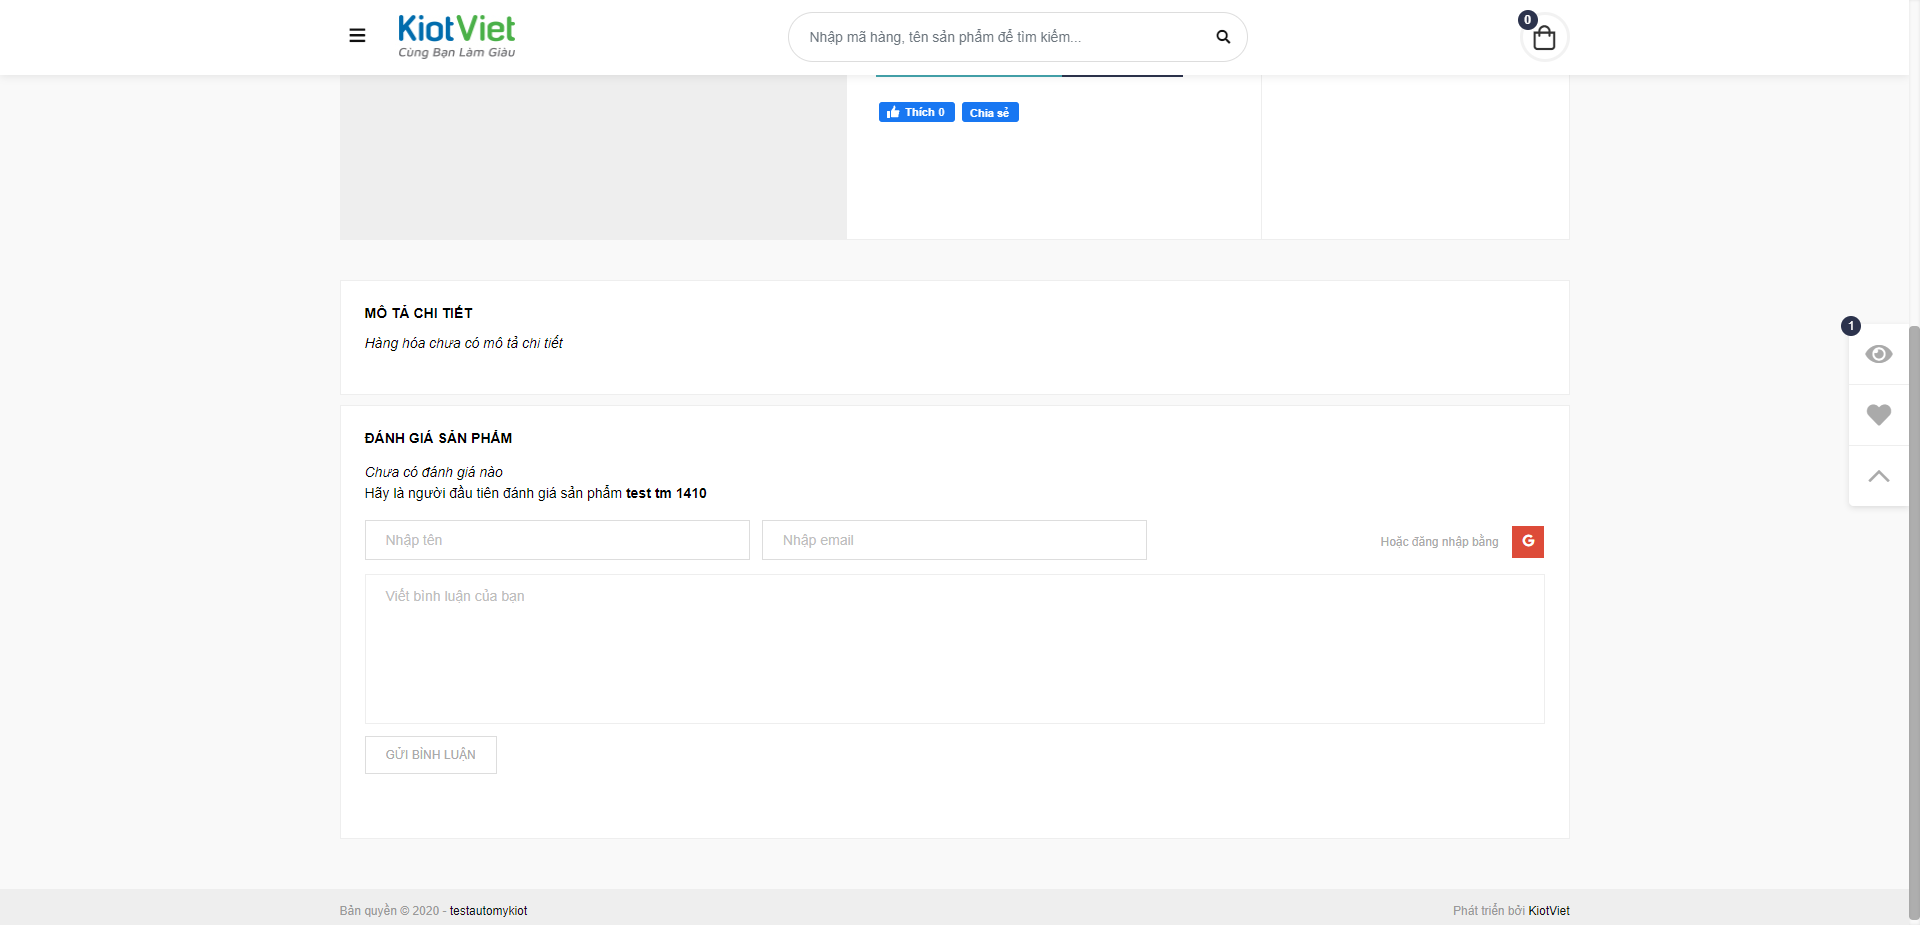 KiotViet
Cùng Bạn Làm Giàu
Nhập mã hàng, tên sản phẩm để tìm kiếm...
0
Thích 0
Chia sẻ
MÔ TẢ CHI TIẾT
Hàng hóa chưa có mô tả chi tiết
1
ĐÁNH GIÁ SẢN PHẨM
Chưa có đánh giá nào
Hãy là người đầu tiên đánh giá sản phẩm test tm 1410
Nhập tên
Nhập email
Hoặc đăng nhập bằng
G
Viết bình luận của bạn
GỬI BÌNH LUẬN
Bản quyền © 2020 - testautomykiot
Phát triển bởi KiotViet